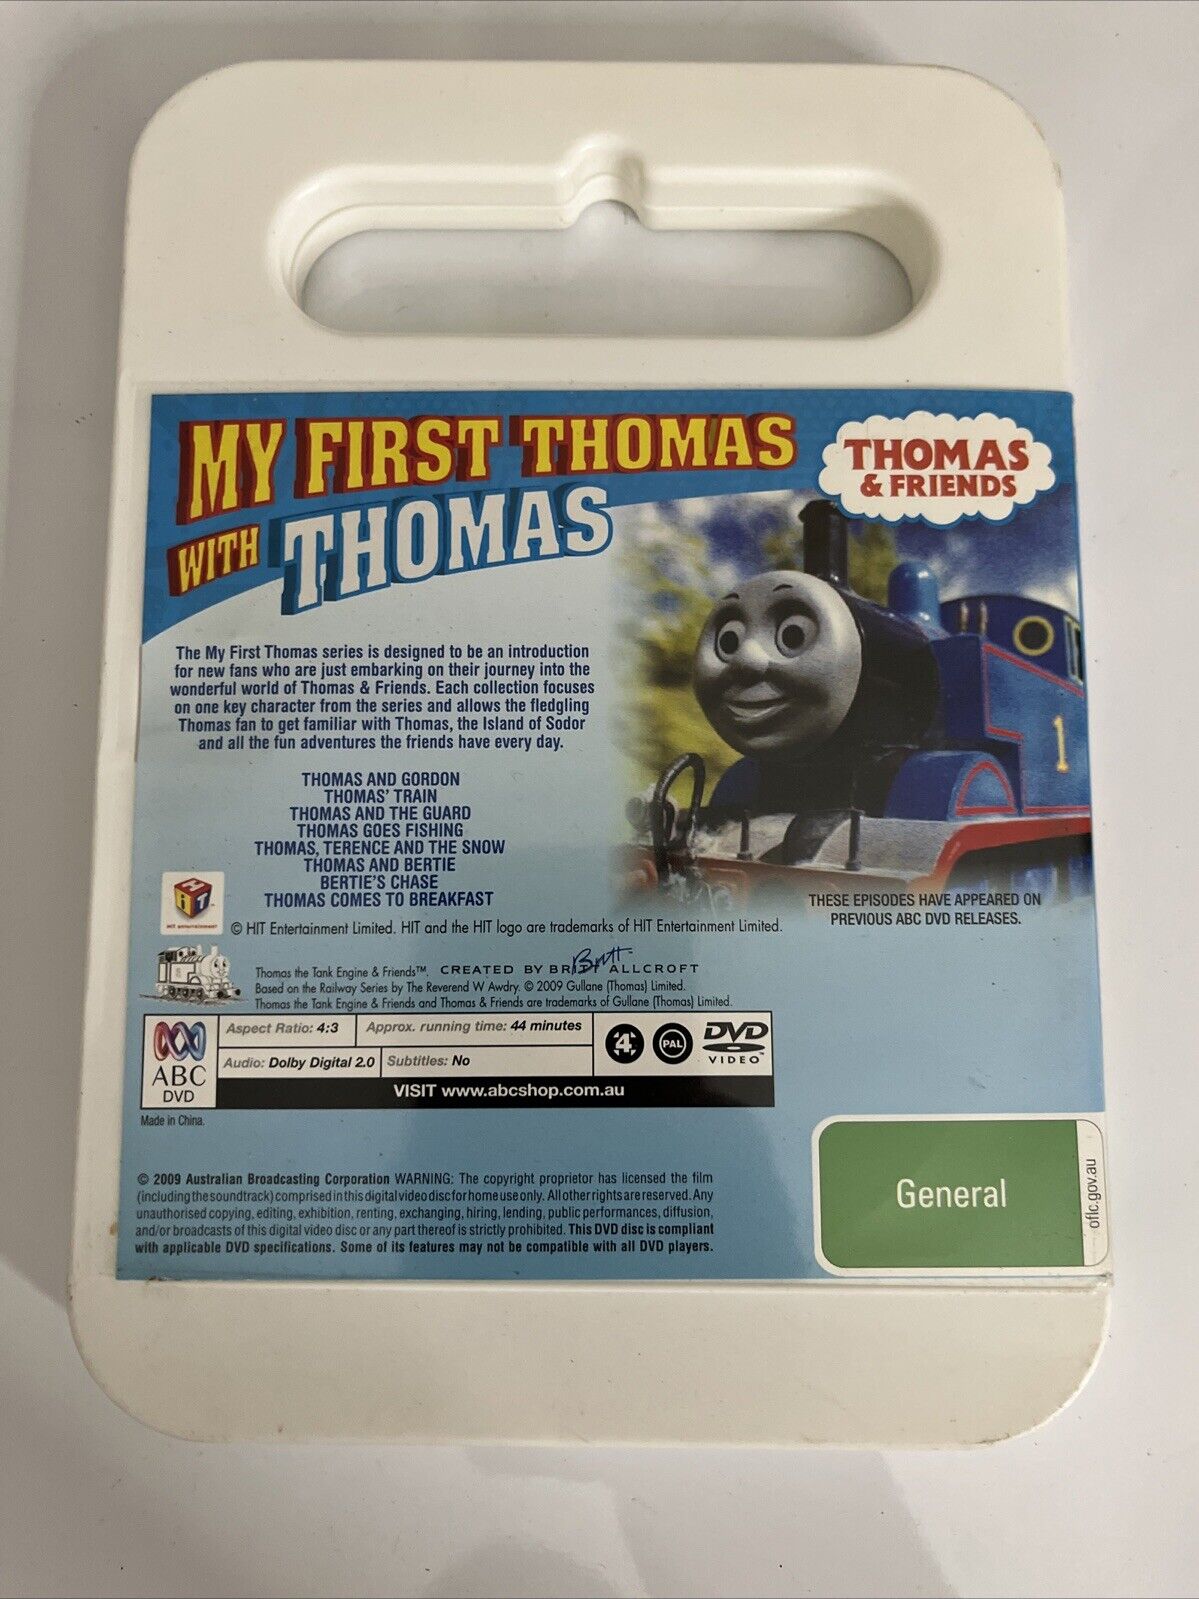 MY FIRST THOMAS
WITH THOMAS
THOMAS
& FRIENDS
1
The My First Thomas series is designed to be an introduction
for new fans who are just embarking on their journey into the
wonderful world of Thomas & Friends. Each collection focuses
on one key character from the series and allows the fledgling
Thomas fan to get familiar with Thomas, the Island of Sodor
and all the fun adventures the friends have every day.
THOMAS AND GORDON
THOMAS' TRAIN
THOMAS AND THE GUARD
THOMAS GOES FISHING
THOMAS, TERENCE AND THE SNOW
THOMAS AND BERTIE
BERTIE'S CHASE
THOMAS COMES TO BREAKFAST
THESE EPISODES HAVE APPEARED ON
PREVIOUS ABC DVD RELEASES.
HiT
HIT entertainment
© HIT Entertainment Limited. HIT and the HIT logo are trademarks of HIT Entertainment Limited.
Britt
Thomas the Tank Engine & Friends™ CREATED BY BRITT ALLCROFT
Based on the Railway Series by The Reverend W Awdry. © 2009 Gullane (Thomas) Limited.
Thomas the Tank Engine & Friends and Thomas & Friends are trademarks of Gullane (Thomas) Limited.
ABC
DVD
Aspect Ratio: 4:3 Approx. running time: 44 minutes
Audio: Dolby Digital 2.0 Subtitles: No
4 PAL DVD
VIDEO™
VISIT www.abcshop.com.au
Made in China.
© 2009 Australian Broadcasting Corporation WARNING: The copyright proprietor has licensed the film
(including the soundtrack) comprised in this digital video disc for home use only. All other rights are reserved. Any
unauthorised copying, editing, exhibition, renting, exchanging, hiring, lending, public performances, diffusion,
and/or broadcasts of this digital video disc or any part thereof is strictly prohibited. This DVD disc is compliant
with applicable DVD specifications. Some of its features may not be compatible with all DVD players.
General
oflc.gov.au